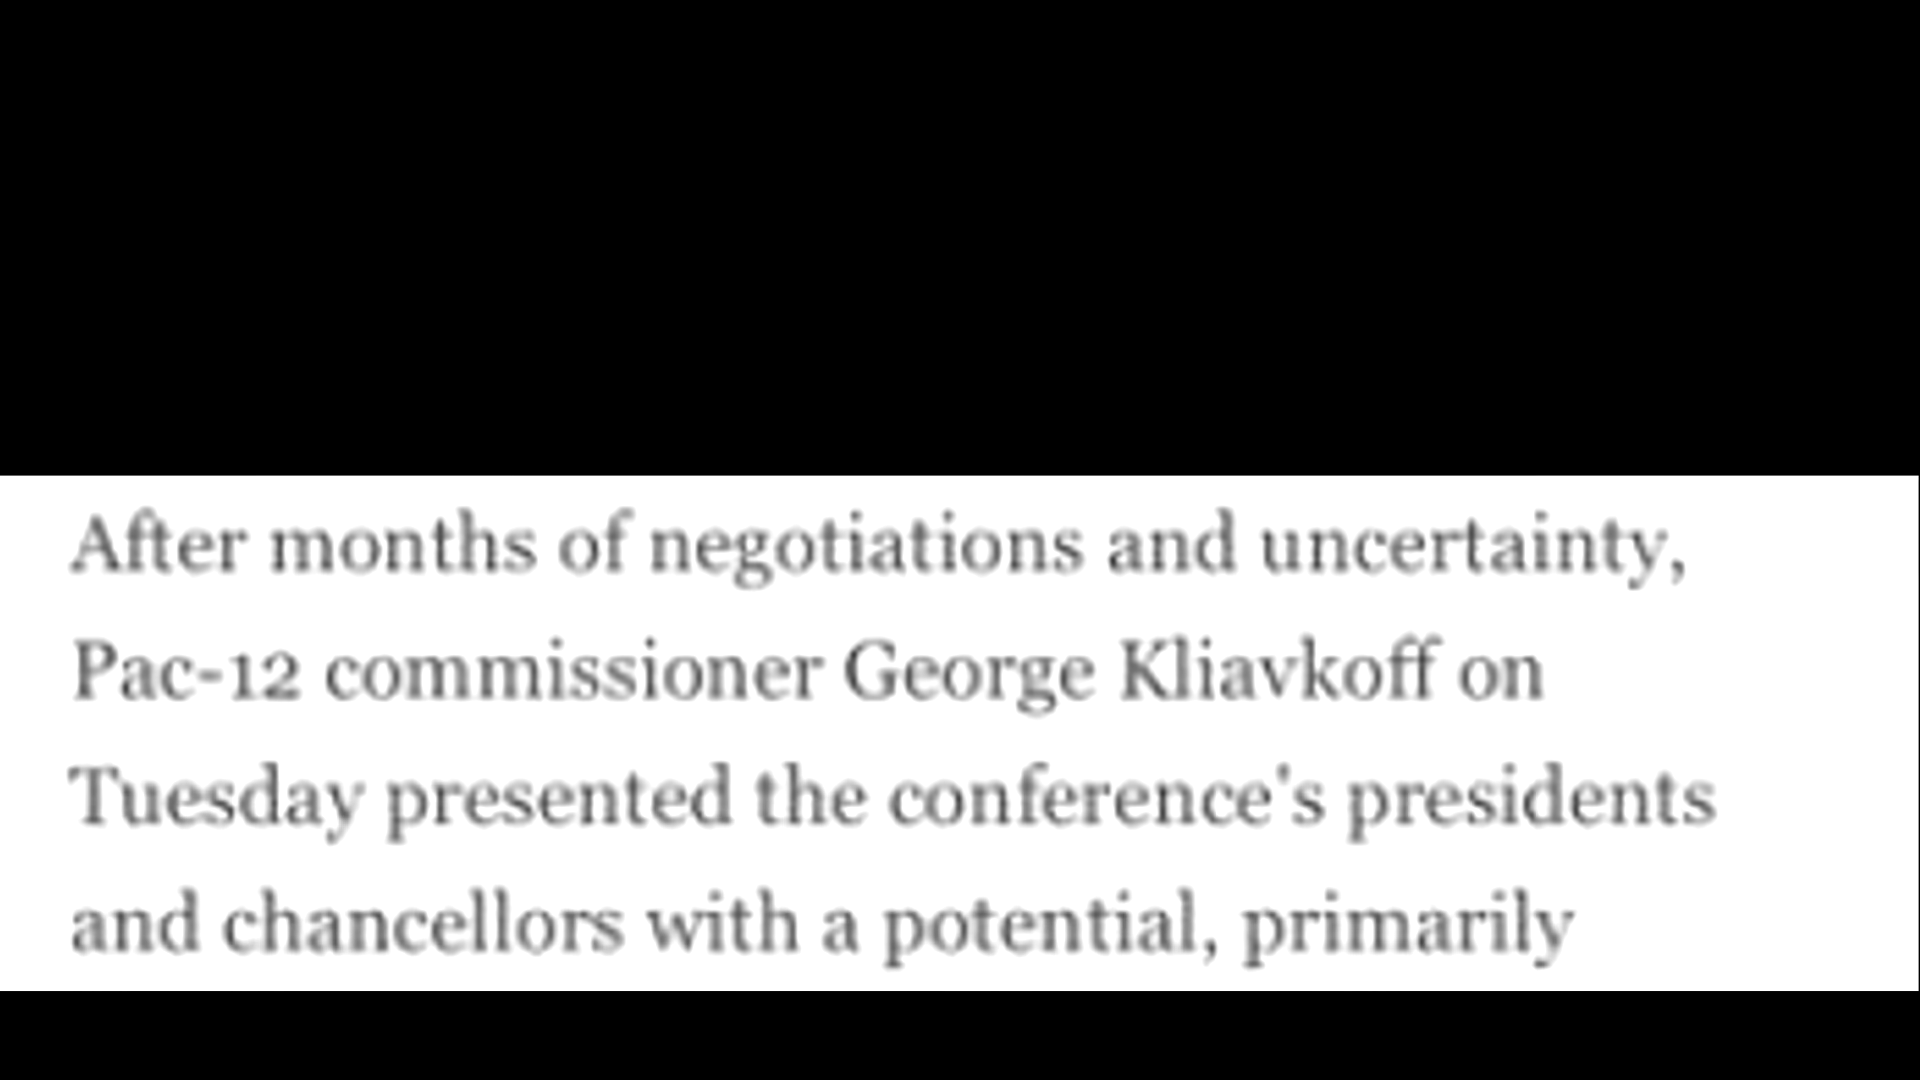 After months of negotiations and uncertainty,
Pac-12 commissioner George Kliavkoff on
Tuesday presented the conference's presidents
and chancellors with a potential, primarily